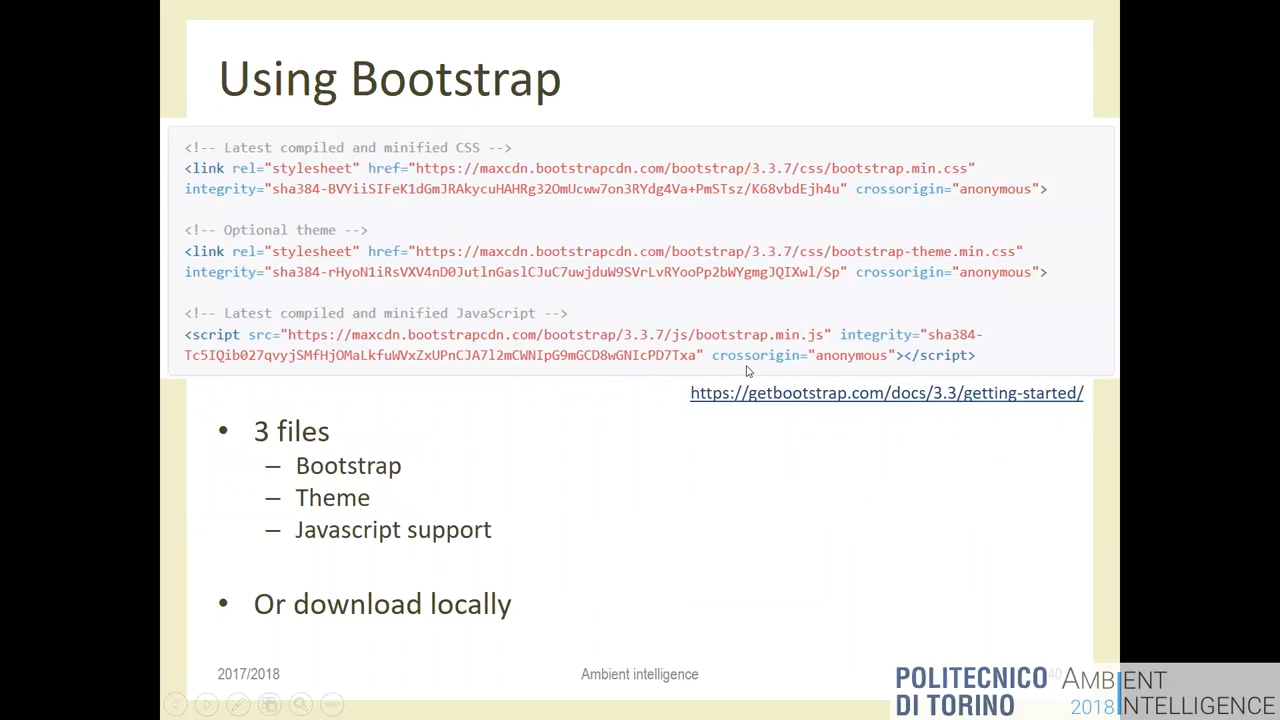 Using Bootstrap
<!-- Latest compiled and minified CSS -->
<link rel="stylesheet" href="https://maxcdn.bootstrapcdn.com/bootstrap/3.3.7/css/bootstrap.min.css"
integrity="sha384-BVYiiSIFeK1dGmJRAkycuHAHRg32OmUcww7on3RYdg4Va+PmSTsz/K68vbdEjh4u" crossorigin="anonymous">
<!-- Optional theme -->
<link rel="stylesheet" href="https://maxcdn.bootstrapcdn.com/bootstrap/3.3.7/css/bootstrap-theme.min.css"
integrity="sha384-rHyoN1iRsVXV4nD0JutlnGaslCJuC7uwjduW9SVrLvRYooPp2bWYgmgJQIXwl/Sp" crossorigin="anonymous">
<!-- Latest compiled and minified JavaScript -->
<script src="https://maxcdn.bootstrapcdn.com/bootstrap/3.3.7/js/bootstrap.min.js" integrity="sha384-
Tc5IQib027qvyjSMfHjOMaLkfuWVxZxUPnCJA7l2mCWNIpG9mGCD8wGNIcPD7Txa" crossorigin="anonymous"></script>
https://getbootstrap.com/docs/3.3/getting-started/
• 3 files
– Bootstrap
– Theme
– Javascript support
• Or download locally
2017/2018
Ambient intelligence
40
POLITECNICO
DI TORINO
AMBIENT
2018 INTELLIGENCE